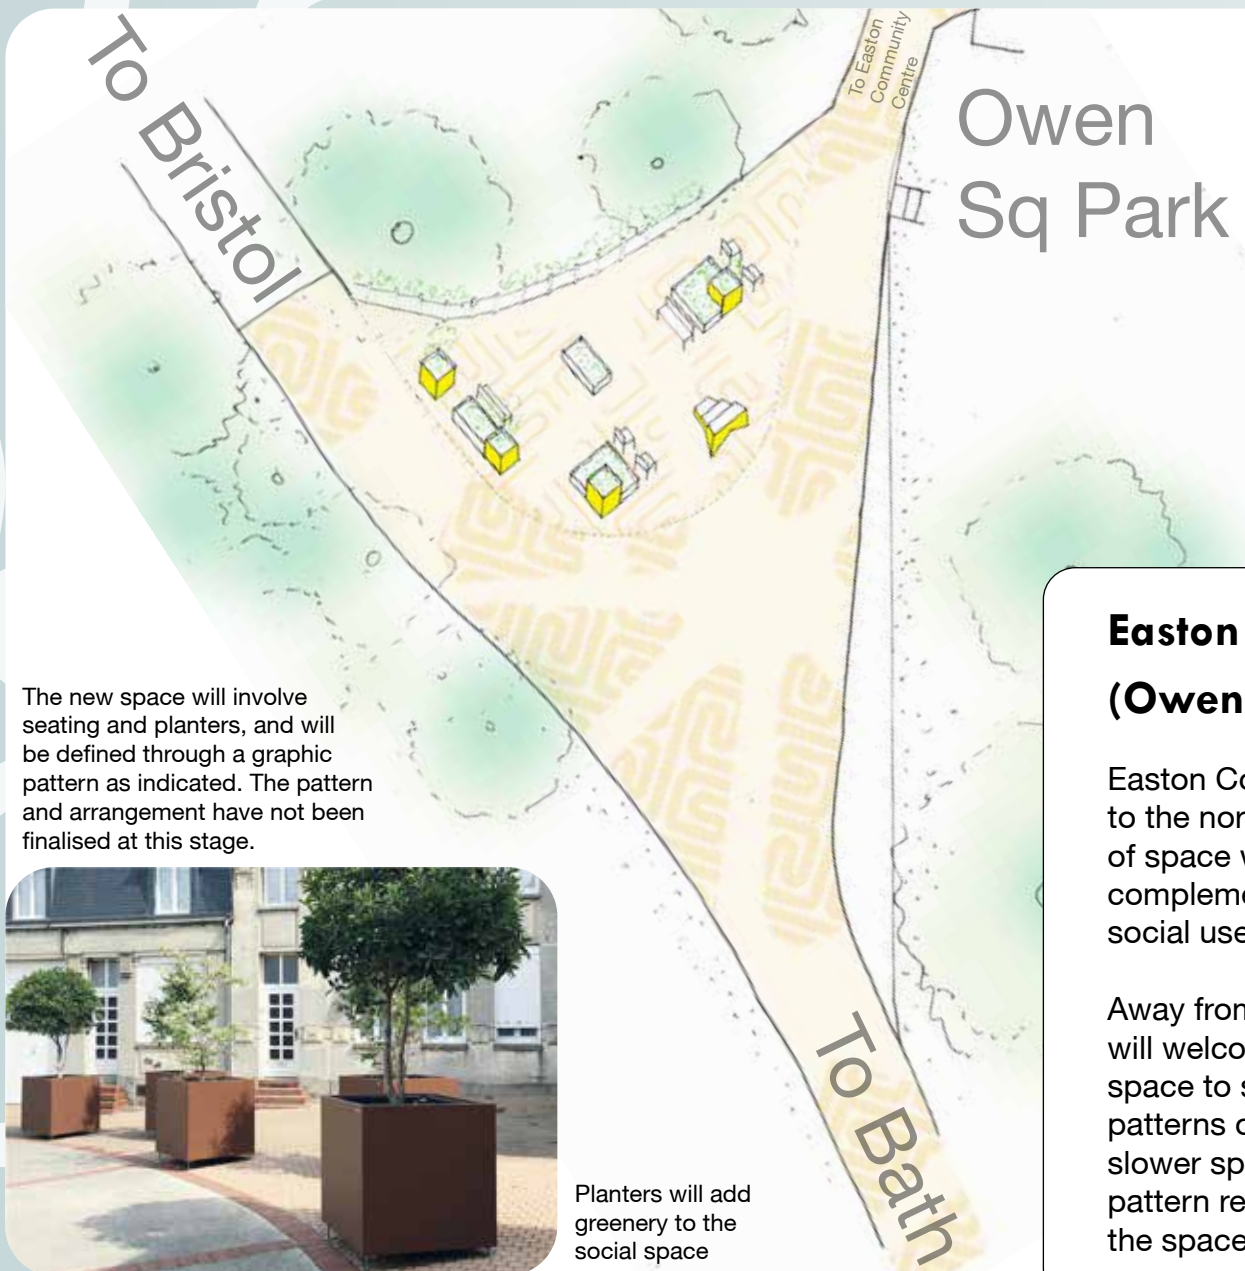 To Bristol
To Easton
Community
Centre
Owen
Sq Park
The new space will involve
seating and planters, and will
be defined through a graphic
pattern as indicated. The pattern
and arrangement have not been
finalised at this stage.
Planters will add
greenery to the
social space
To Bath
Easton
(Owen
Easton Co
to the nor
of space w
compleme
social use
Away from
will welco
space to s
patterns o
slower sp
pattern re
the space